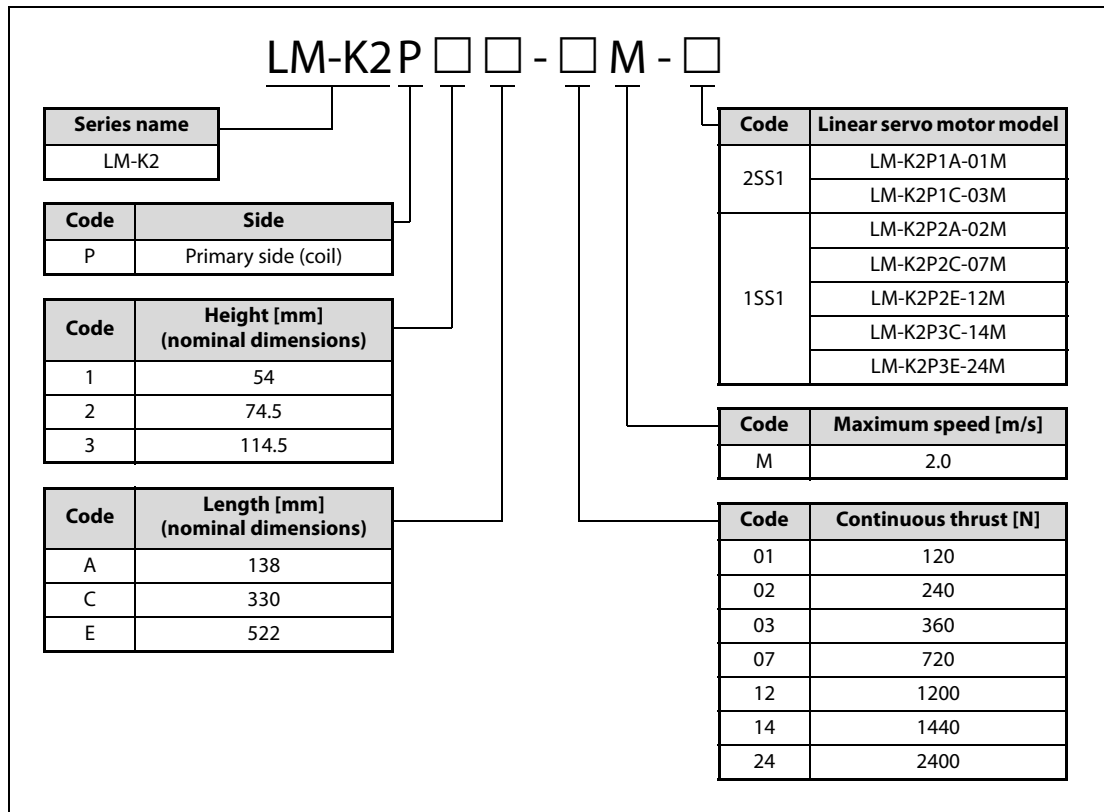 LM-K2P□□-□M-□
Series name
LM-K2
Code Side
P Primary side (coil)
Code Height [mm]
(nominal dimensions)
1 54
2 74.5
3 114.5
Code Length [mm]
(nominal dimensions)
A 138
C 330
E 522
Code Linear servo motor model
2SS1 LM-K2P1A-01M
LM-K2P1C-03M
1SS1 LM-K2P2A-02M
LM-K2P2C-07M
LM-K2P2E-12M
LM-K2P3C-14M
LM-K2P3E-24M
Code Maximum speed [m/s]
M 2.0
Code Continuous thrust [N]
01 120
02 240
03 360
07 720
12 1200
14 1440
24 2400